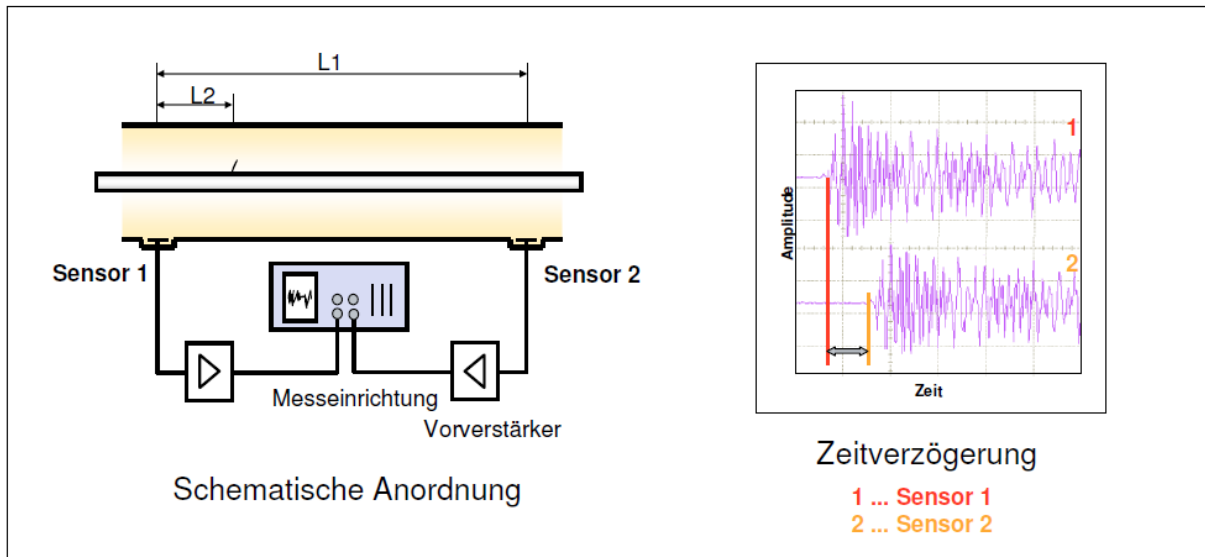 L1
L2
Sensor 1
Sensor 2
Messeinrichtung
Vorverstärker
Schematische Anordnung
1
2
Amplitude
Zeit
Zeitverzögerung
1 ... Sensor 1
2 ... Sensor 2